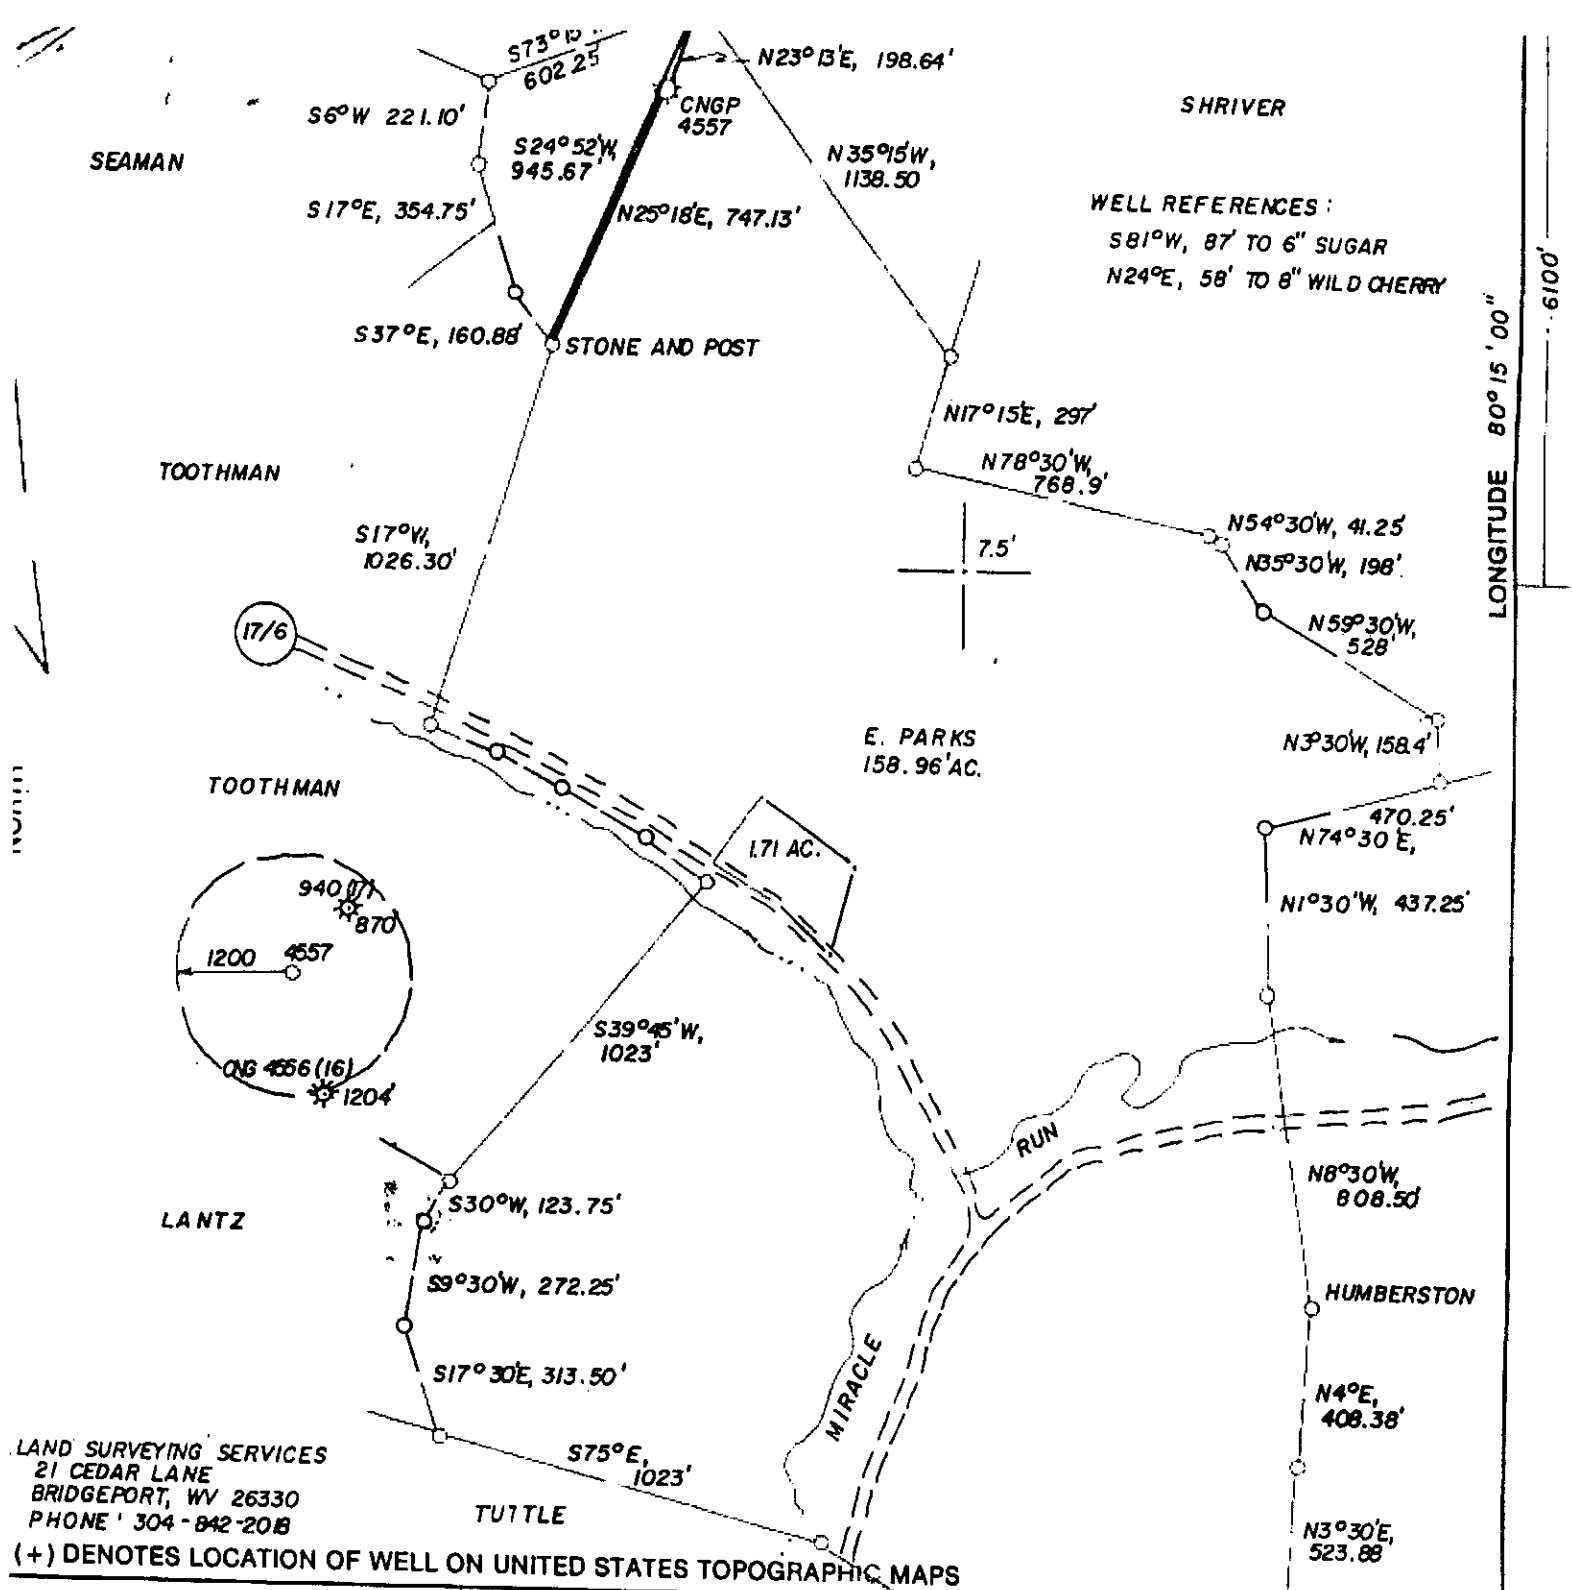 S73°15'
602.25
N23°13'E, 198.64'
SHRIVER
S6°W 221.10'
CNGP
4557
SEAMAN
S24°52'W,
945.67'
N35°15'W,
1138.50'
WELL REFERENCES:
S81°W, 87' TO 6" SUGAR
N24°E, 58' TO 8" WILD CHERRY
S17°E, 354.75'
N25°18'E, 747.13'
6100'
LONGITUDE 80°15'00"
S37°E, 160.88'
STONE AND POST
N17°15'E, 297'
TOOTHMAN
N78°30'W,
768.9'
S17°W,
1026.30'
N54°30'W, 41.25'
7.5'
N35°30'W, 198'
17/6
N59°30'W,
528'
E. PARKS
158.96'AC.
N3°30'W, 158.4'
TOOTHMAN
470.25'
N74°30'E,
1.71 AC.
940 (17)
870'
N1°30'W, 437.25'
1200
4557
S39°45'W,
1023'
CNG 4556 (16)
1204'
RUN
N8°30'W,
808.50'
S30°W, 123.75'
LANTZ
S9°30'W, 272.25'
HUMBERSTON
MIRACLE
S17°30'E, 313.50'
N4°E,
408.38'
LAND SURVEYING SERVICES
21 CEDAR LANE
BRIDGEPORT, WV 26330
PHONE: 304-842-2018
S75°E,
1023'
TUTTLE
N3°30'E,
523.88
(+) DENOTES LOCATION OF WELL ON UNITED STATES TOPOGRAPHIC MAPS